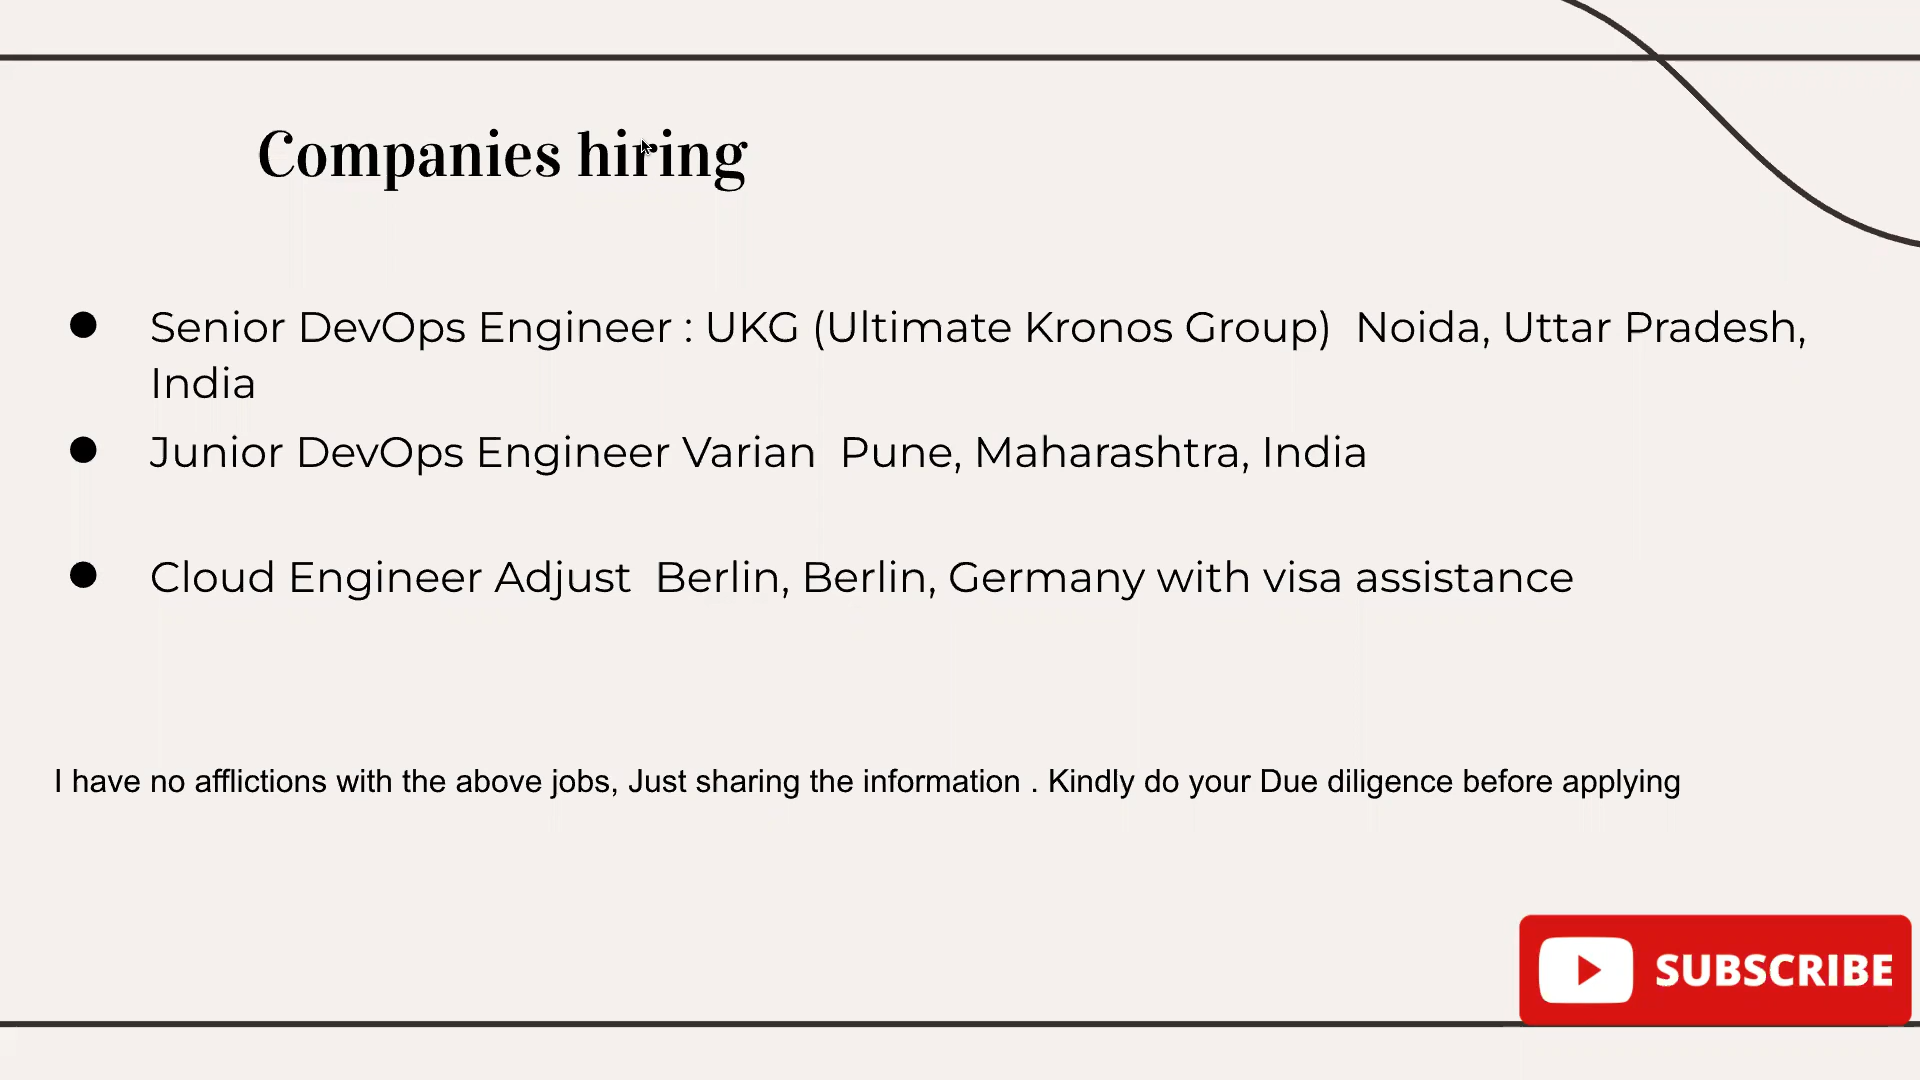 Companies hiring
● Senior DevOps Engineer : UKG (Ultimate Kronos Group)  Noida, Uttar Pradesh,
India
● Junior DevOps Engineer Varian  Pune, Maharashtra, India
● Cloud Engineer Adjust  Berlin, Berlin, Germany with visa assistance
I have no afflictions with the above jobs, Just sharing the information . Kindly do your Due diligence before applying
SUBSCRIBE